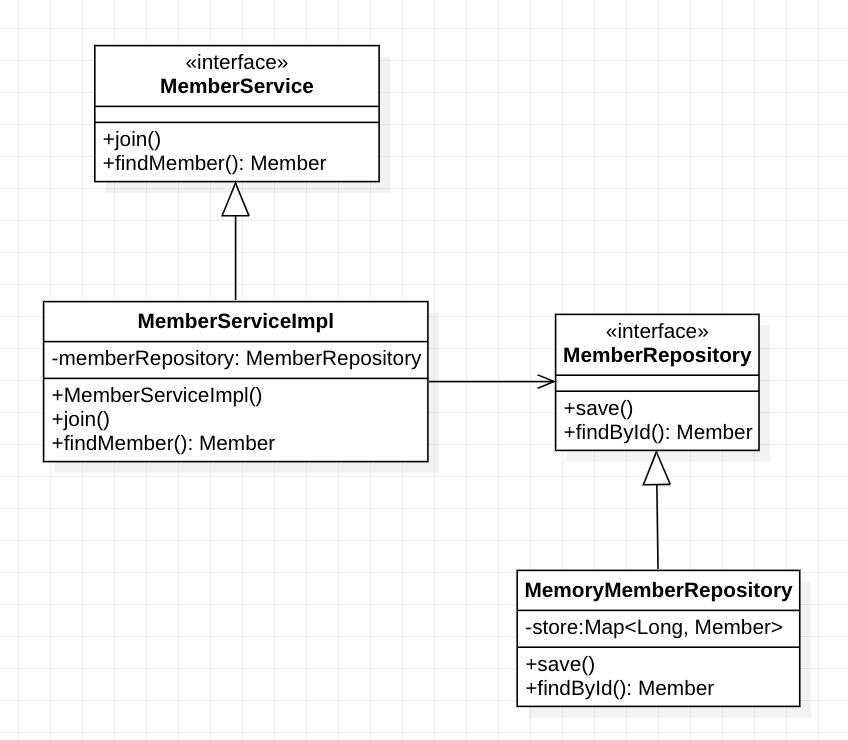 «interface»
MemberService
+join()
+findMember(): Member
MemberServiceImpl
-memberRepository: MemberRepository
+MemberServiceImpl()
+join()
+findMember(): Member
«interface»
MemberRepository
+save()
+findById(): Member
MemoryMemberRepository
-store:Map<Long, Member>
+save()
+findById(): Member